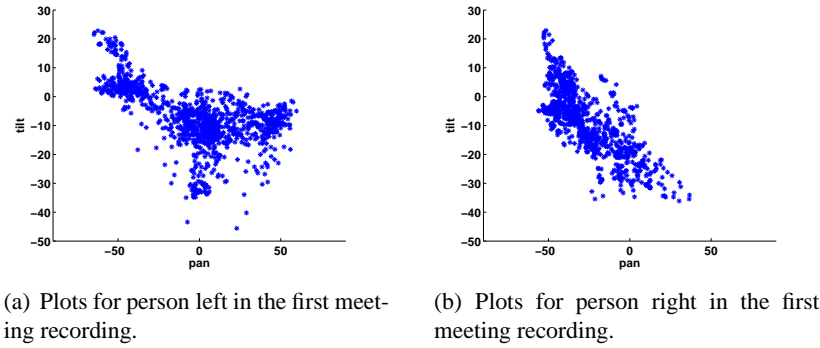 30
20
10
0
−10
−20
−30
−40
−50
tilt
−50 0 50
pan
30
20
10
0
−10
−20
−30
−40
−50
tilt
−50 0 50
pan
(a) Plots for person left in the first meet-
ing recording.
(b) Plots for person right in the first
meeting recording.